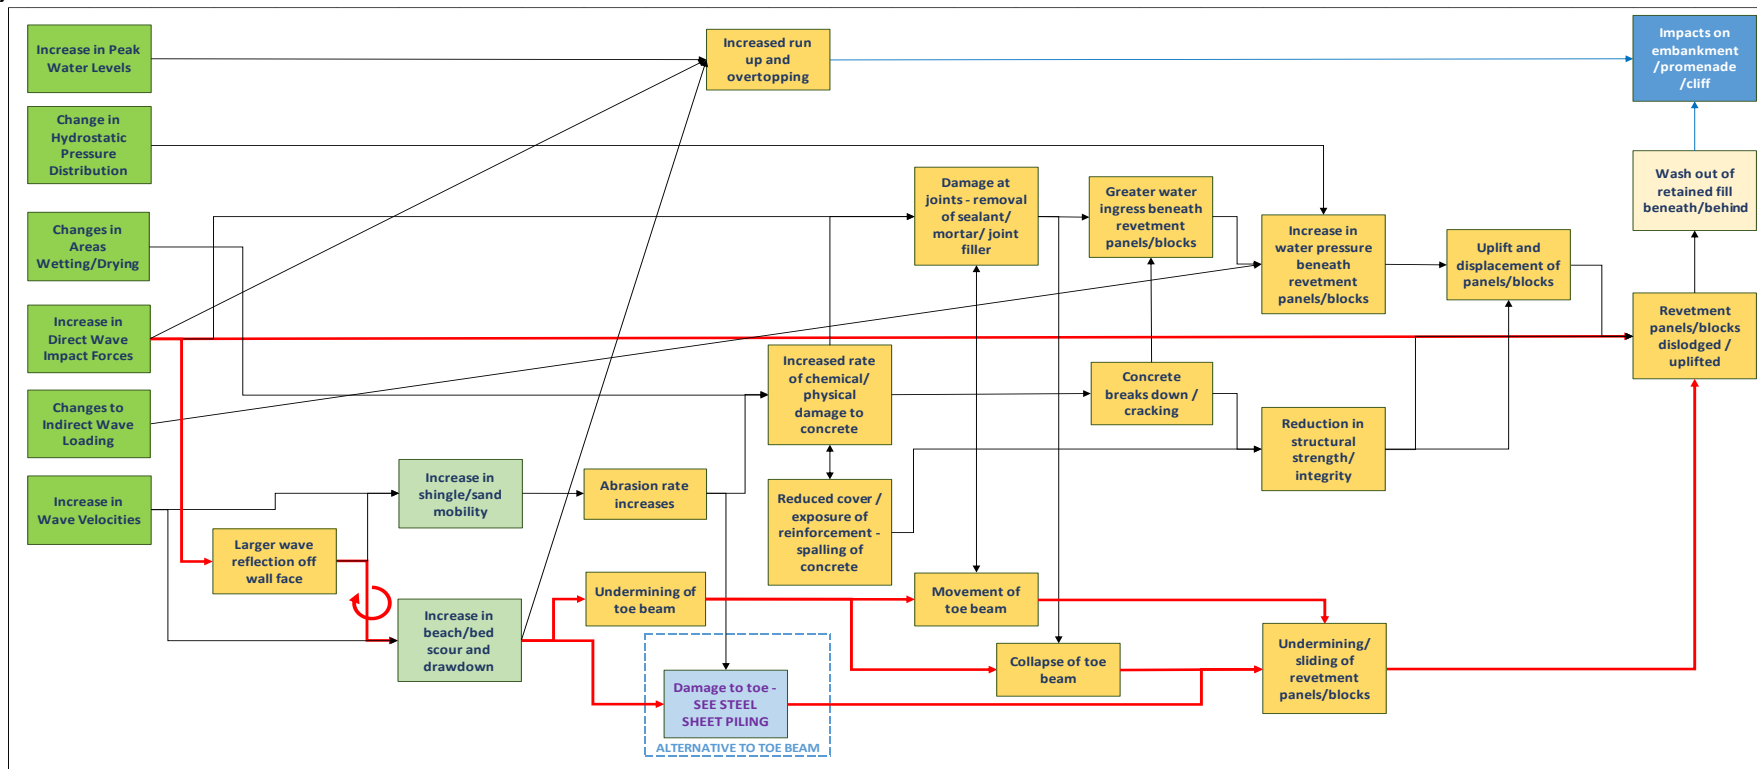 Increase in Peak
Water Levels
Increased run
up and
overtopping
Impacts on
embankment
/promenade
/cliff
Change in
Hydrostatic
Pressure
Distribution
Damage at
joints - removal
of sealant/
mortar/ joint
filler
Greater water
ingress beneath
revetment
panels/blocks
Wash out of
retained fill
beneath/behind
Changes in
Areas
Wetting/Drying
Increase in
water pressure
beneath
revetment
panels/blocks
Uplift and
displacement of
panels/blocks
Increase in
Direct Wave
Impact Forces
Revetment
panels/blocks
dislodged /
uplifted
Increased rate
of chemical/
physical
damage to
concrete
Concrete
breaks down /
cracking
Changes to
Indirect Wave
Loading
Reduction in
structural
strength/
integrity
Increase in
Wave Velocities
Increase in
shingle/sand
mobility
Abrasion rate
increases
Reduced cover /
exposure of
reinforcement -
spalling of
concrete
Larger wave
reflection off
wall face
Undermining of
toe beam
Movement of
toe beam
Increase in
beach/bed
scour and
drawdown
Collapse of toe
beam
Undermining/
sliding of
revetment
panels/blocks
Damage to toe -
SEE STEEL
SHEET PILING
ALTERNATIVE TO TOE BEAM